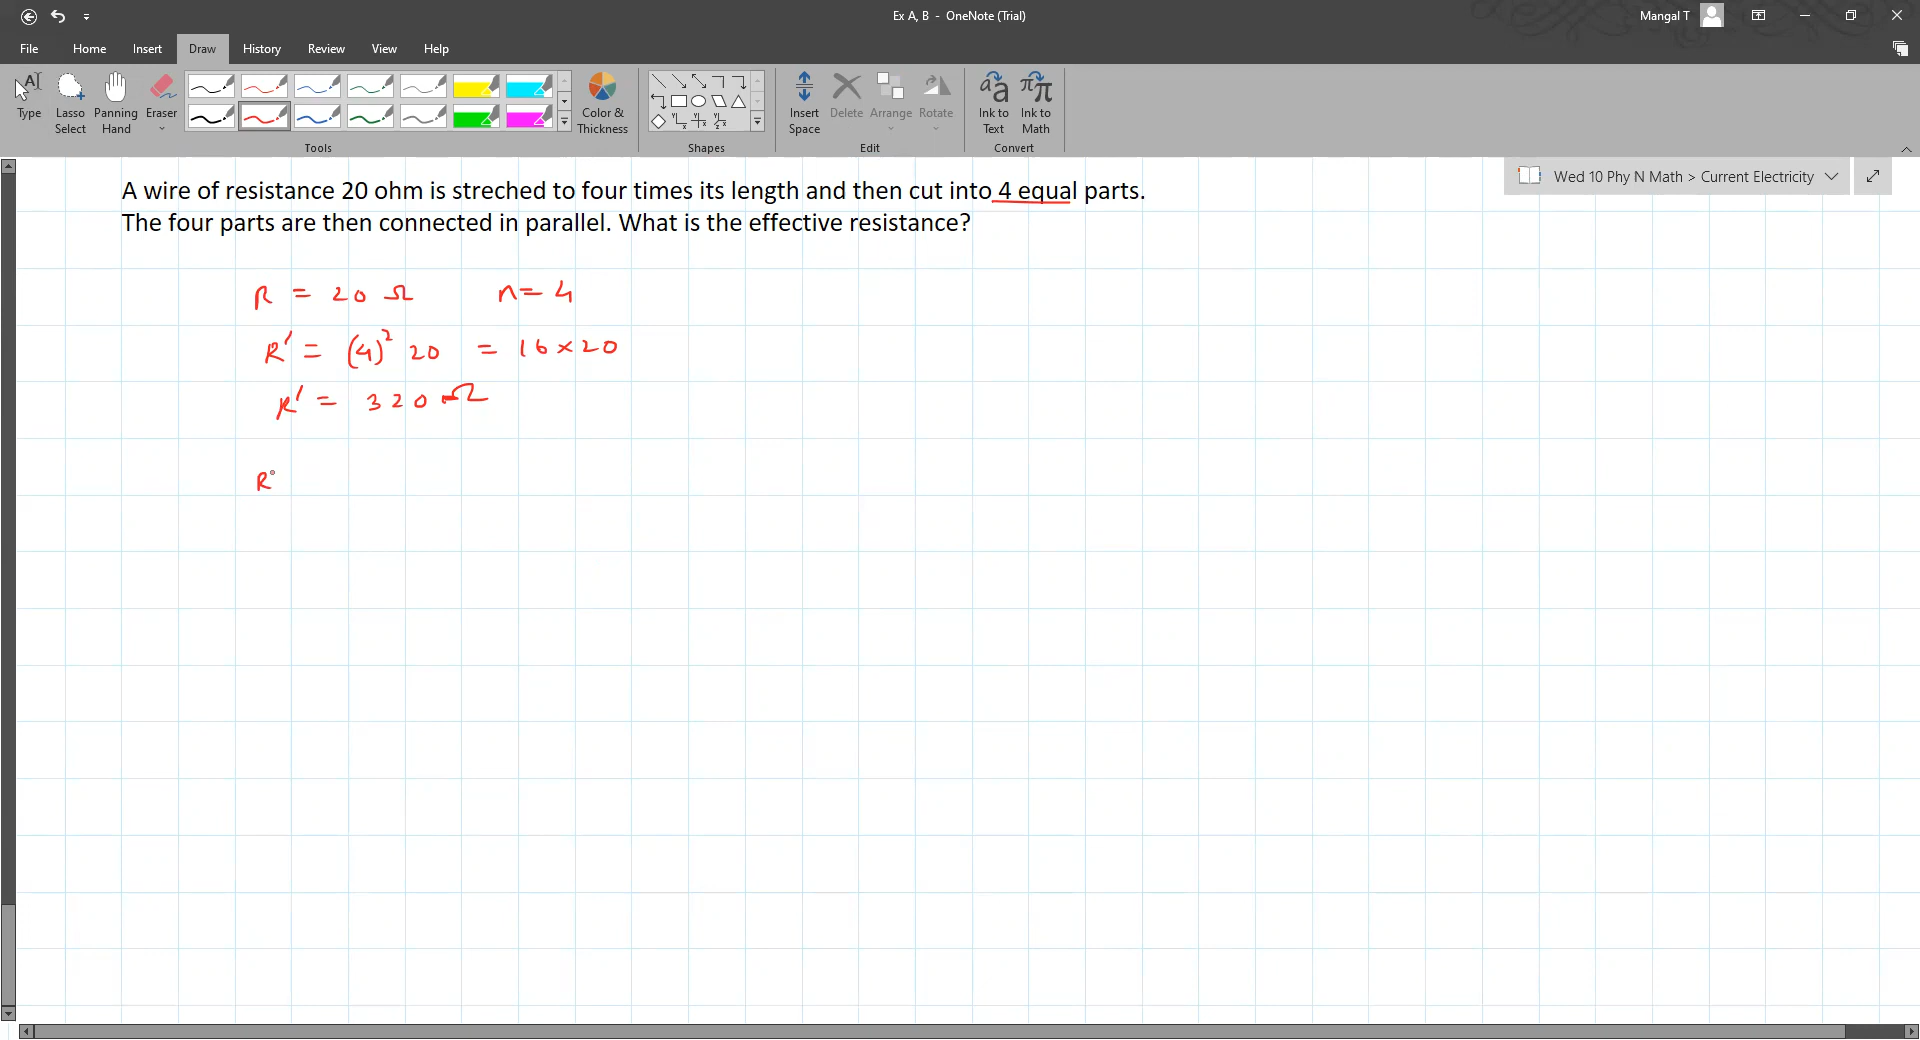 Ex A, B - OneNote (Trial)
Mangal T
File Home Insert Draw History Review View Help
Type
Lasso Select
Panning Hand
Eraser
Color & Thickness
Insert Space
Delete
Arrange
Rotate
Ink to Text
Ink to Math
Tools
Shapes
Edit
Convert
Wed 10 Phy N Math > Current Electricity
A wire of resistance 20 ohm is streched to four times its length and then cut into 4 equal parts.
The four parts are then connected in parallel. What is the effective resistance?
R = 20 Ω n = 4
R' = (4)² 20 = 16 × 20
R' = 320 Ω
R